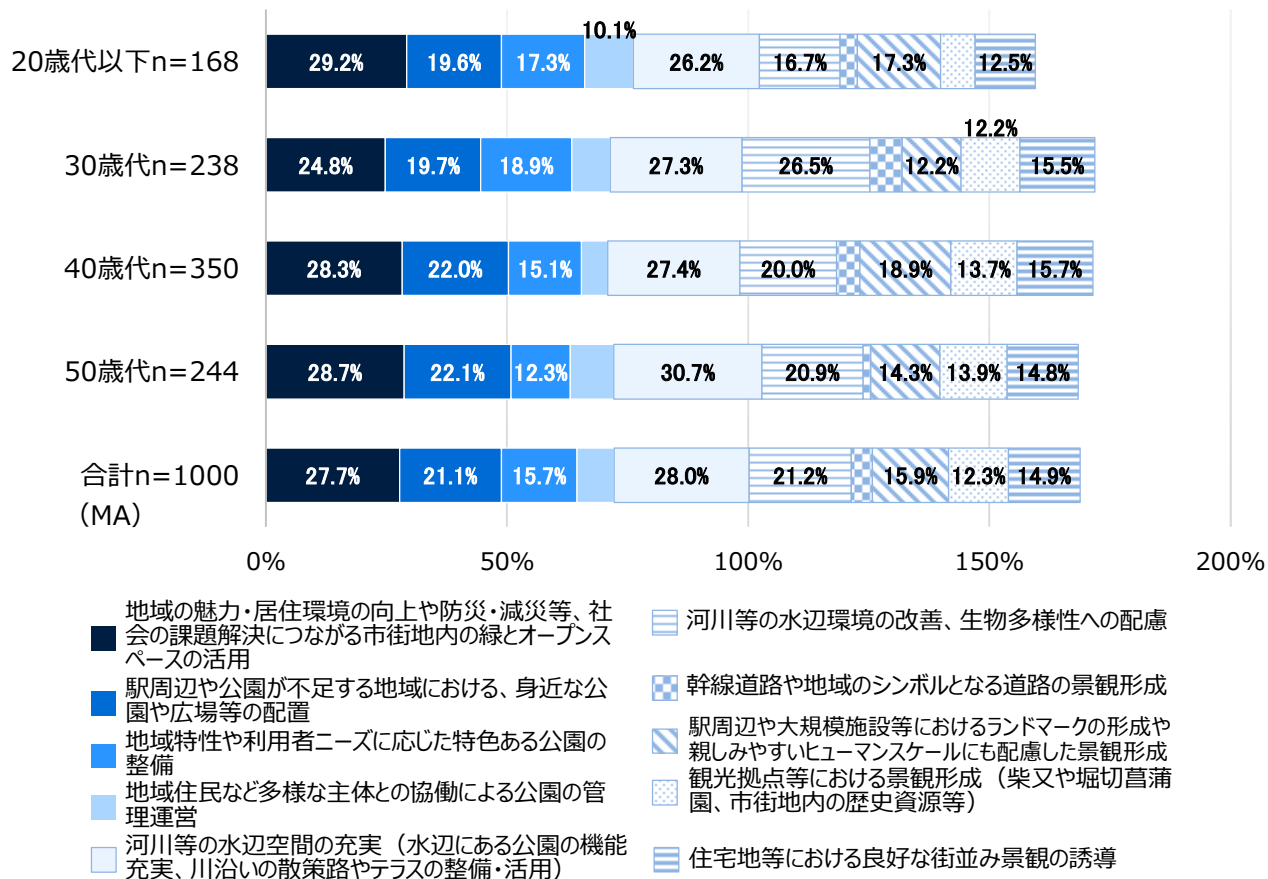 10.1%
20歳代以下n=168 29.2% 19.6% 17.3% 26.2% 16.7% 17.3% 12.5%
12.2%
30歳代n=238 24.8% 19.7% 18.9% 27.3% 26.5% 12.2% 15.5%
40歳代n=350 28.3% 22.0% 15.1% 27.4% 20.0% 18.9% 13.7% 15.7%
50歳代n=244 28.7% 22.1% 12.3% 30.7% 20.9% 14.3% 13.9% 14.8%
合計n=1000 27.7% 21.1% 15.7% 28.0% 21.2% 15.9% 12.3% 14.9%
（MA）
0% 50% 100% 150% 200%
地域の魅力・居住環境の向上や防災・減災等、社
会の課題解決につながる市街地内の緑とオープンス
ペースの活用
駅周辺や公園が不足する地域における、身近な公
園や広場等の配置
地域特性や利用者ニーズに応じた特色ある公園の
整備
地域住民など多様な主体との協働による公園の管
理運営
河川等の水辺空間の充実（水辺にある公園の機能
充実、川沿いの散策路やテラスの整備・活用）
河川等の水辺環境の改善、生物多様性への配慮
幹線道路や地域のシンボルとなる道路の景観形成
駅周辺や大規模施設等におけるランドマークの形成や
親しみやすいヒューマンスケールにも配慮した景観形成
観光拠点等における景観形成（柴又や堀切菖蒲
園、市街地内の歴史資源等）
住宅地等における良好な街並み景観の誘導